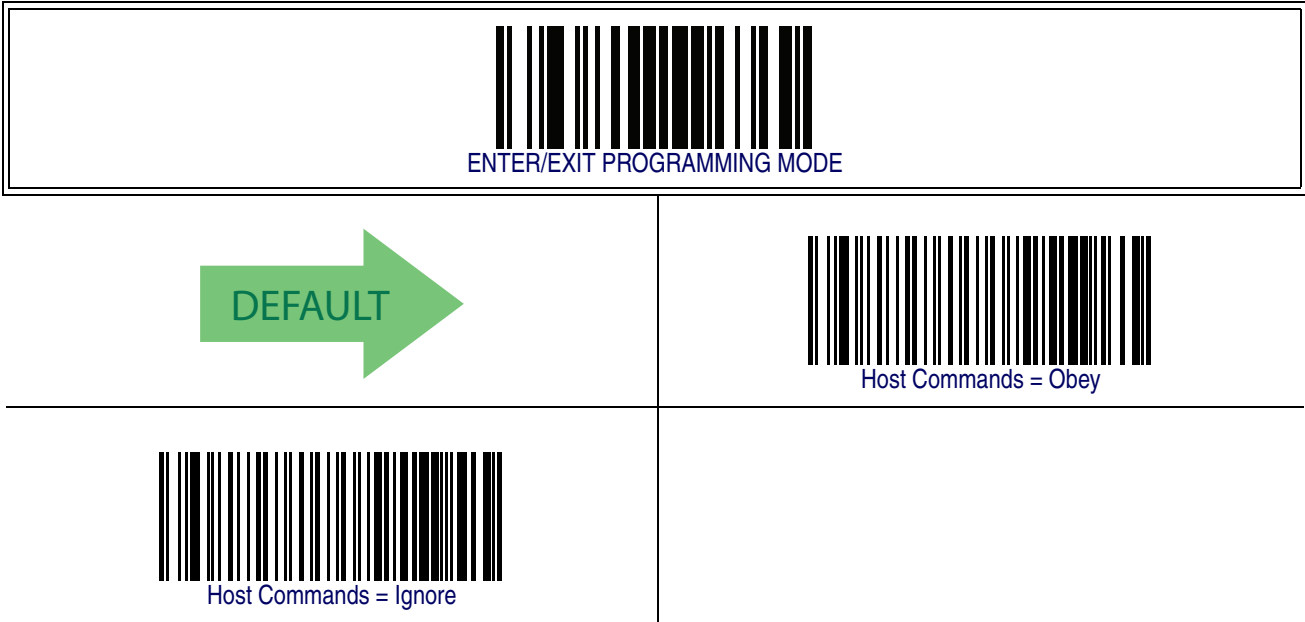 ENTER/EXIT PROGRAMMING MODE
DEFAULT
Host Commands = Obey
Host Commands = Ignore